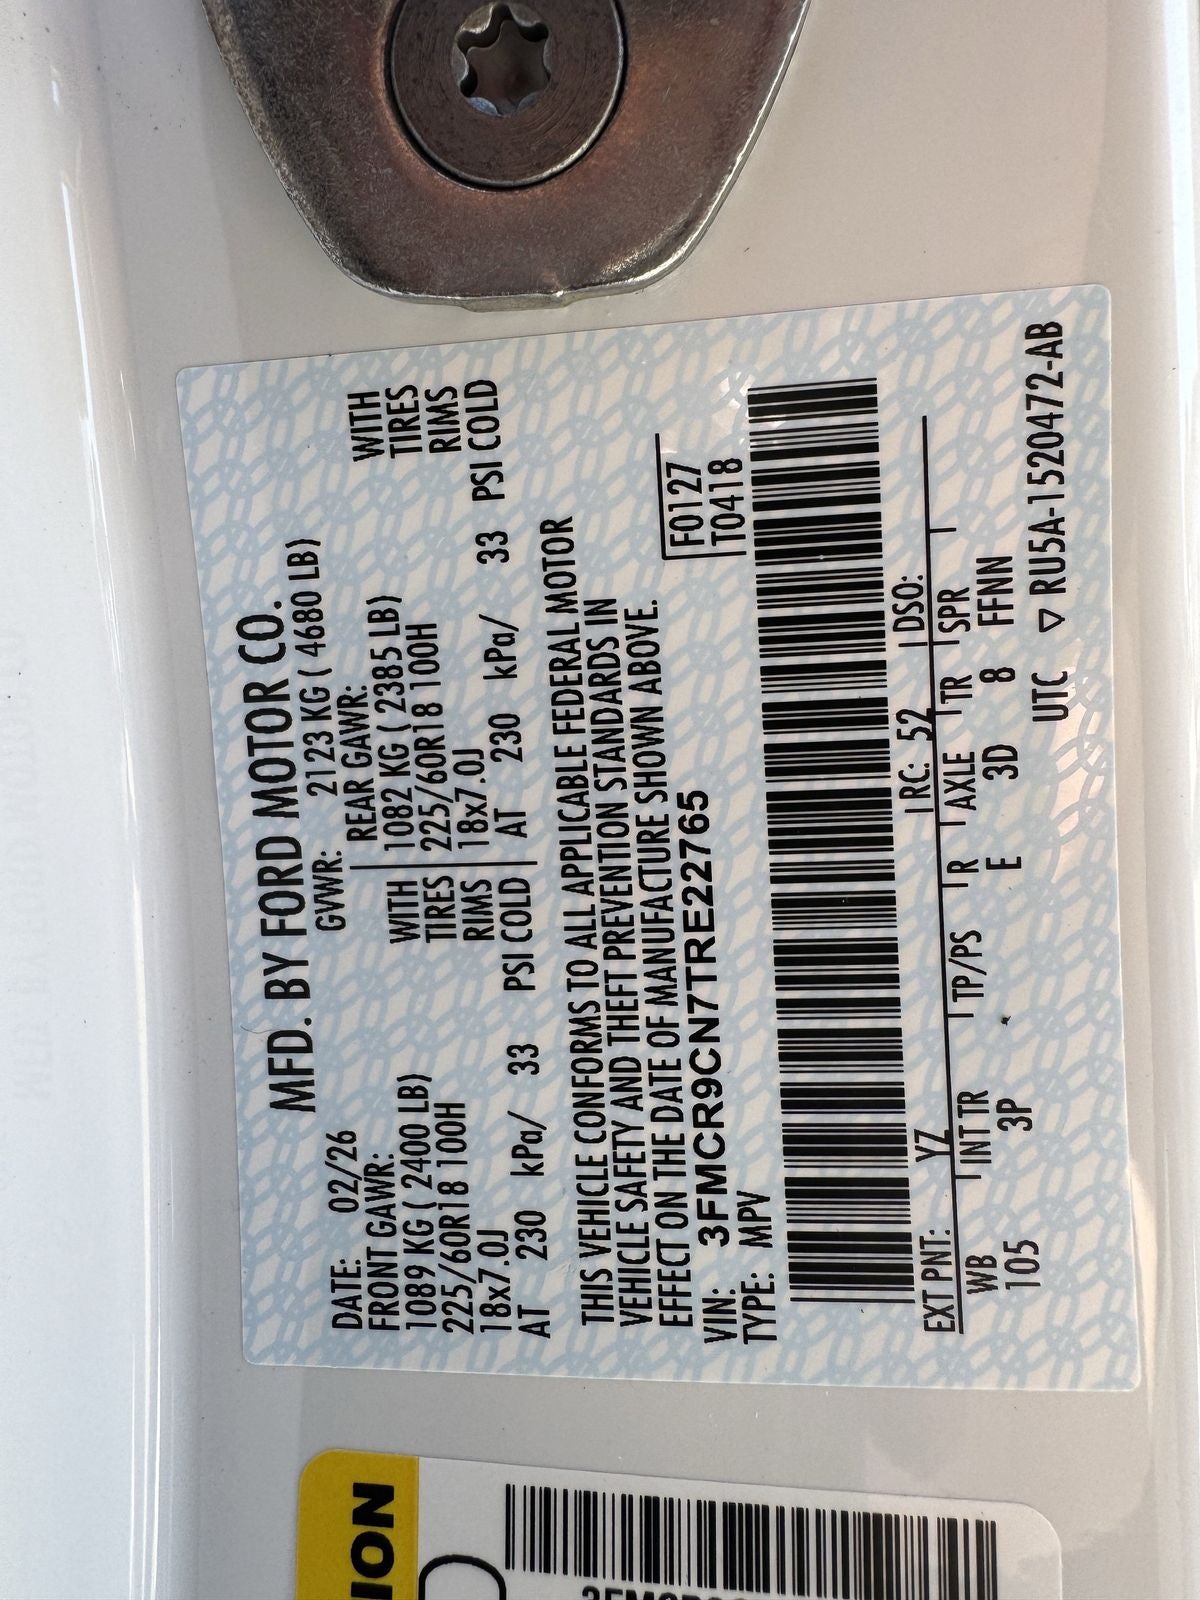 MFD. BY FORD MOTOR CO.
DATE: 02/26 GVWR: 2123 KG ( 4680 LB)
FRONT GAWR: REAR GAWR:
1089 KG ( 2400 LB) WITH 1082 KG ( 2385 LB) WITH
225/60R18 100H TIRES 225/60R18 100H TIRES
18x7.0J RIMS 18x7.0J RIMS
AT 230 kPa/ 33 PSI COLD AT 230 kPa/ 33 PSI COLD
THIS VEHICLE CONFORMS TO ALL APPLICABLE FEDERAL MOTOR
VEHICLE SAFETY AND THEFT PREVENTION STANDARDS IN
EFFECT ON THE DATE OF MANUFACTURE SHOWN ABOVE.
VIN: 3FMCR9CN7TRE22765 F0127
TYPE: MPV T0418
EXT PNT: YZ RC: 52 DSO:
WB INT TR TP/PS R AXLE TR SPR
105 3P E 3D 8 FFNN
UTC ▽ RU5A-1520472-AB